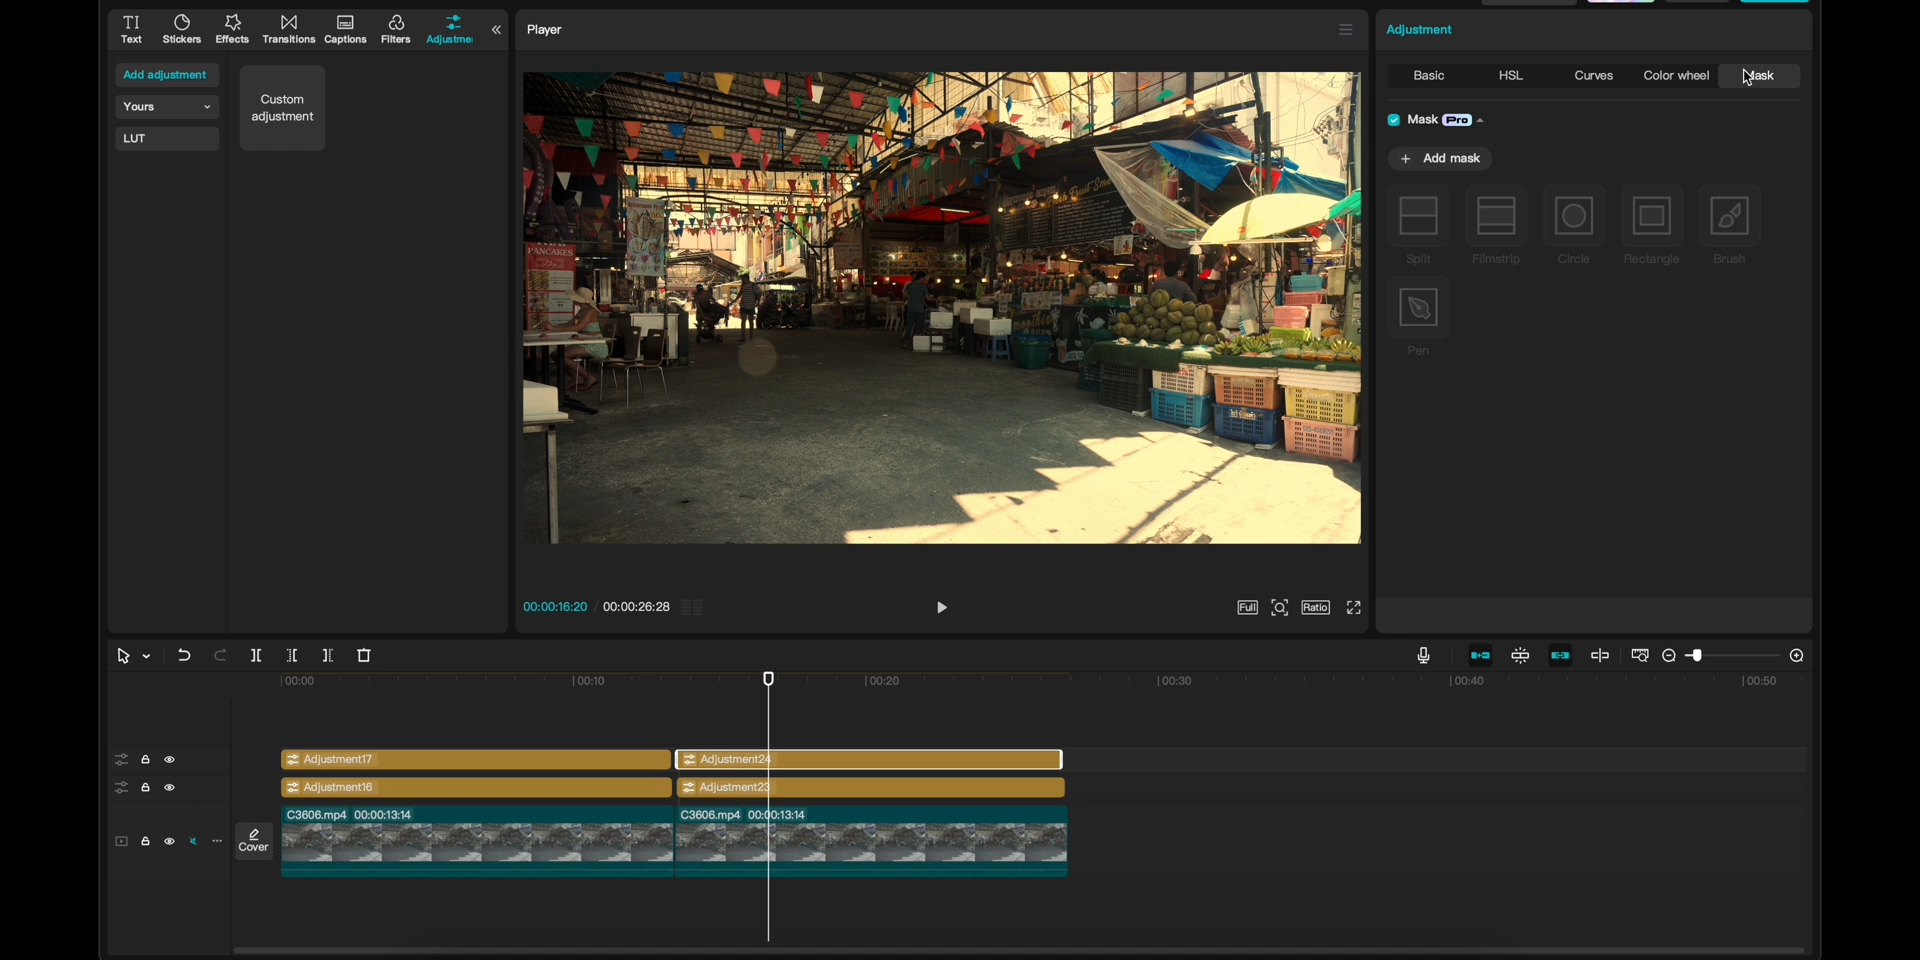 Text
Stickers
Effects
Transitions
Captions
Filters
Adjustme
Player
Adjustment
Add adjustment
Yours
LUT
Custom
adjustment
Basic
HSL
Curves
Color wheel
ask
Mask Pro
Add mask
Split
Filmstrip
Circle
Rectangle
Brush
Pen
PANCAKES
00:00:16:20 / 00:00:26:28
Full
Ratio
00:00
00:10
00:20
00:30
00:40
00:50
Adjustment17
Adjustment24
Adjustment16
Adjustment23
C3606.mp4 00:00:13:14
C3606.mp4 00:00:13:14
Cover